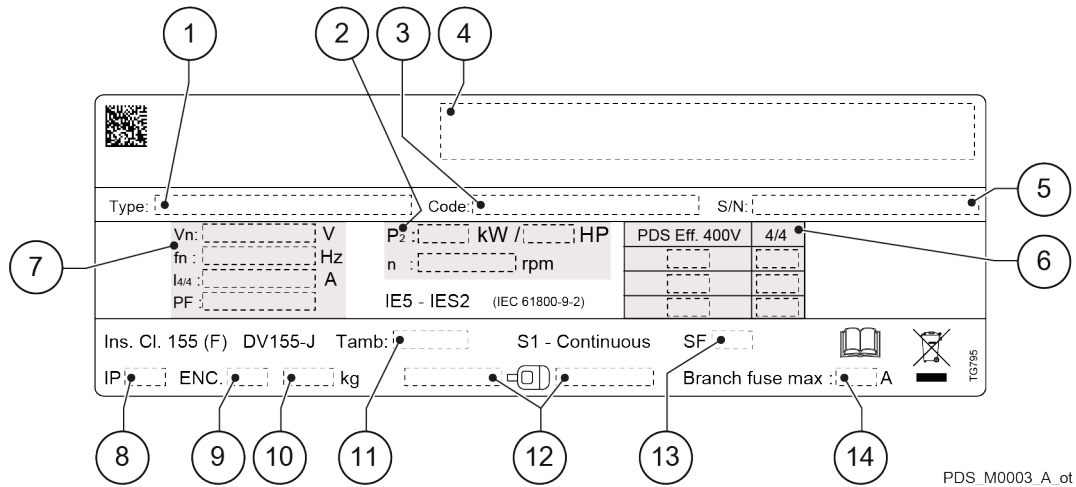 1 2 3 4
Type: Code: S/N: 5
Vn: V P2 : kW / HP PDS Eff. 400V 4/4
fn : Hz 6
7 I4/4 : A n : rpm
PF : IE5 - IES2 (IEC 61800-9-2)
Ins. Cl. 155 (F) DV155-J Tamb: S1 - Continuous SF
IP ENC. kg Branch fuse max : A
TG795
8 9 10 11 12 13 14
PDS_M0003_A_ot